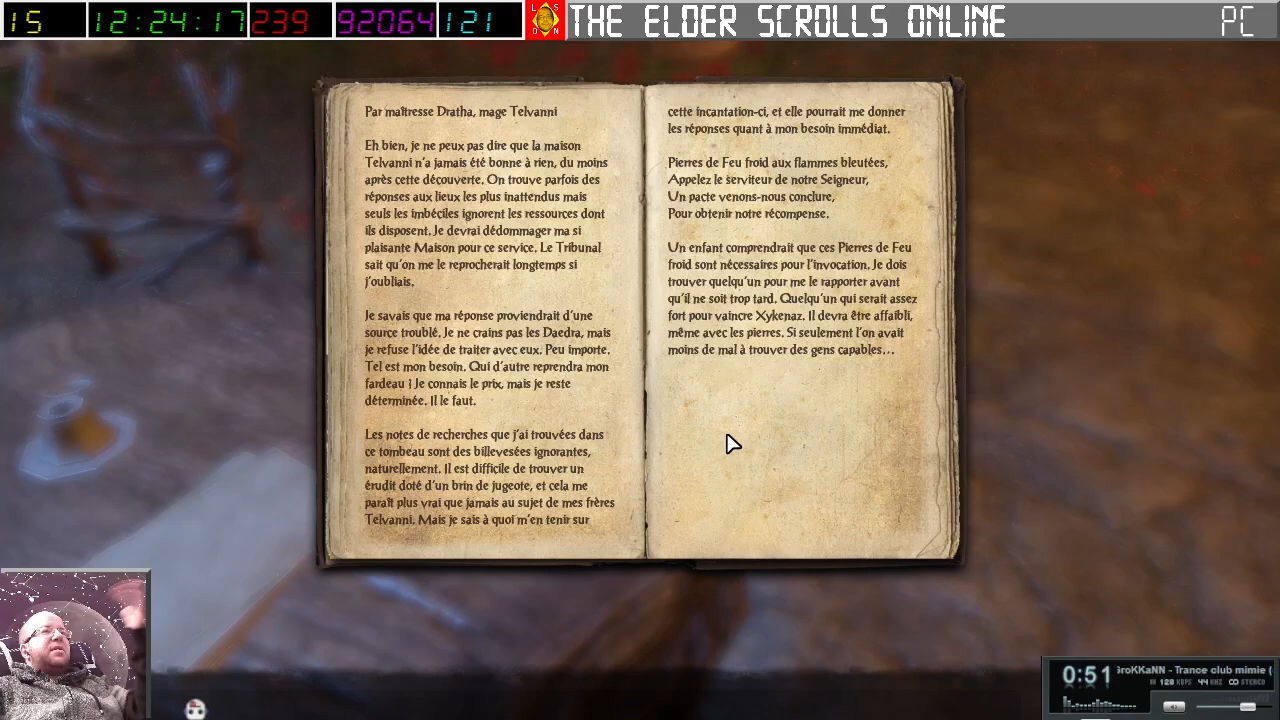 15
12:24:17
239
92064
121
L S
D N
THE ELDER SCROLLS ONLINE
PC
Par maîtresse Dratha, mage Telvanni
Eh bien, je ne peux pas dire que la maison
Telvanni n'a jamais été bonne à rien, du moins
après cette découverte. On trouve parfois des
réponses aux lieux les plus inattendus mais
seuls les imbéciles ignorent les ressources dont
ils disposent. Je devrai dédommager ma si
plaisante Maison pour ce service. Le Tribunal
sait qu'on me le reprocherait longtemps si
j'oubliais.
Je savais que ma réponse proviendrait d'une
source troublé. Je ne crains pas les Daedra, mais
je refuse l'idée de traiter avec eux. Peu importe.
Tel est mon besoin. Qui d'autre reprendra mon
fardeau ! Je connais le prix, mais je reste
déterminée. Il le faut.
Les notes de recherches que j'ai trouvées dans
ce tombeau sont des billevesées ignorantes,
naturellement. Il est difficile de trouver un
érudit doté d'un brin de jugeote, et cela me
paraît plus vrai que jamais au sujet de mes frères
Telvanni. Mais je sais à quoi m'en tenir sur
cette incantation-ci, et elle pourrait me donner
les réponses quant à mon besoin immédiat.
Pierres de Feu froid aux flammes bleutées,
Appelez le serviteur de notre Seigneur,
Un pacte venons-nous conclure,
Pour obtenir notre récompense.
Un enfant comprendrait que ces Pierres de Feu
froid sont nécessaires pour l'invocation. Je dois
trouver quelqu'un pour me le rapporter avant
qu'il ne soit trop tard. Quelqu'un qui serait assez
fort pour vaincre Xykenaz. Il devra être affaibli,
même avec les pierres. Si seulement l'on avait
moins de mal à trouver des gens capables...
0:51
GroKKaNN - Trance club mimie (
128 KBPS 44 KHZ STEREO